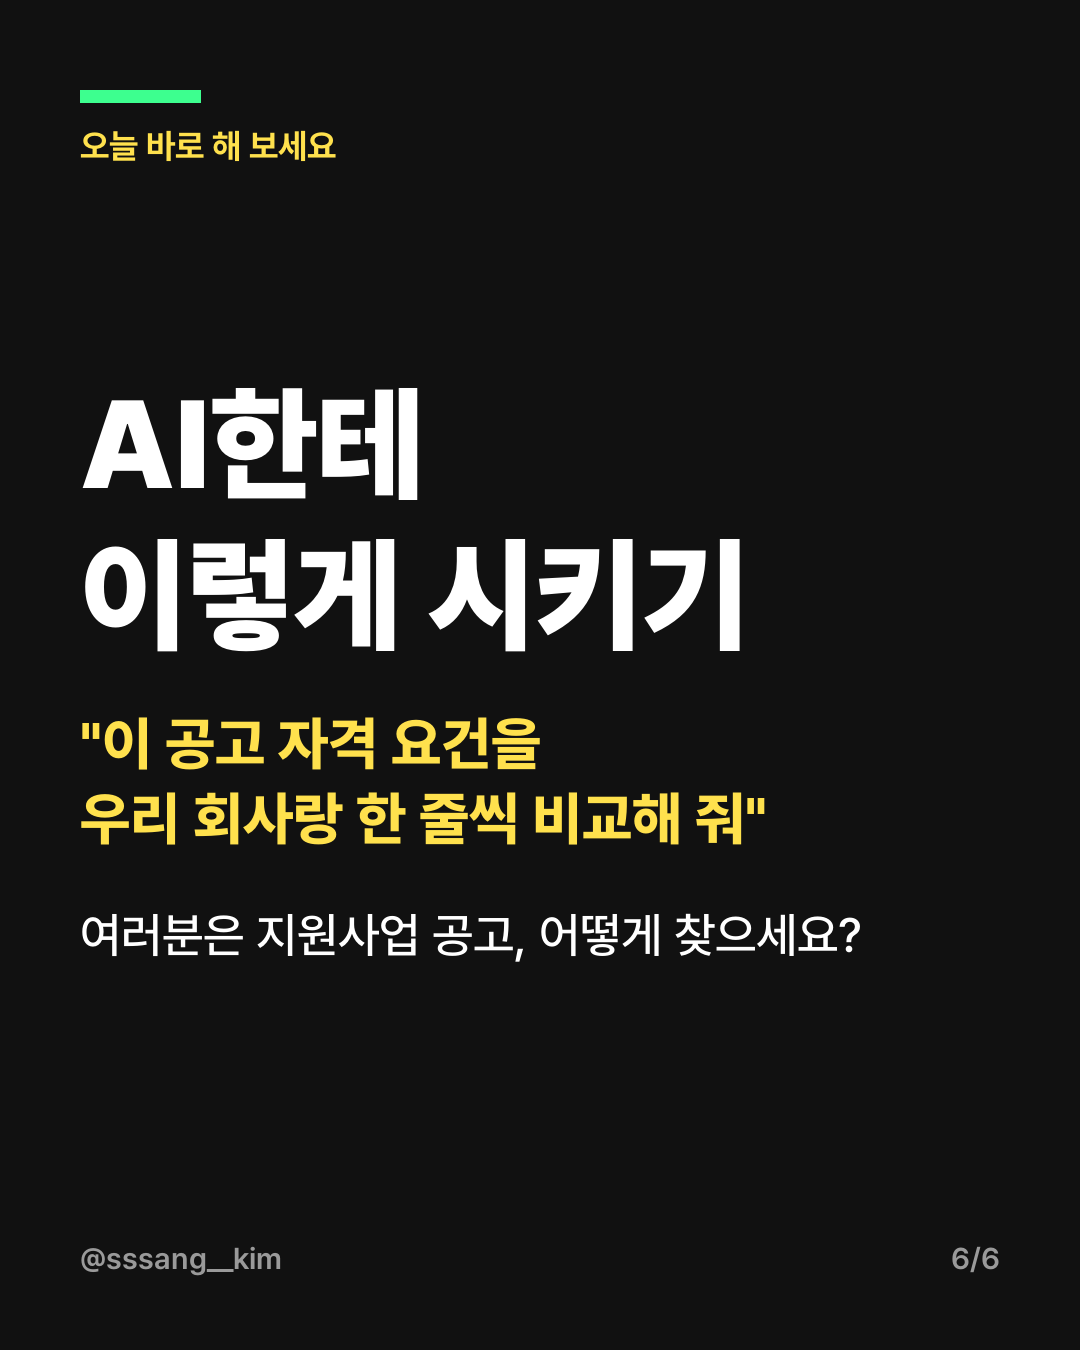 오늘 바로 해 보세요
AI한테
이렇게 시키기
"이 공고 자격 요건을
우리 회사랑 한 줄씩 비교해 줘"
여러분은 지원사업 공고, 어떻게 찾으세요?
@sssang__kim
6/6